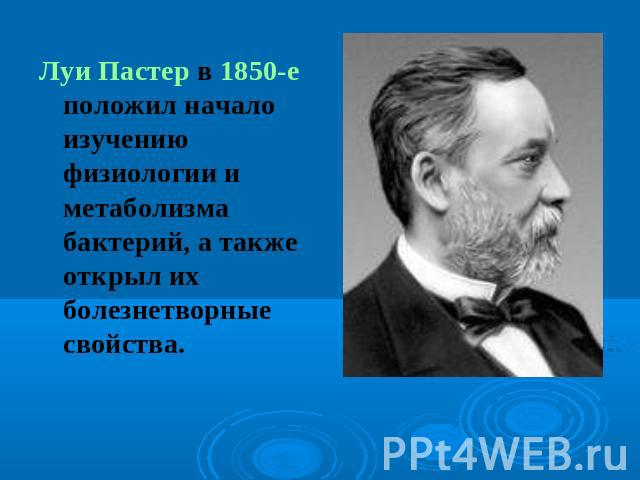 Луи Пастер в 1850-е
положил начало
изучению
физиологии и
метаболизма
бактерий, а также
открыл их
болезнетворные
свойства.
PPt4WEB.ru